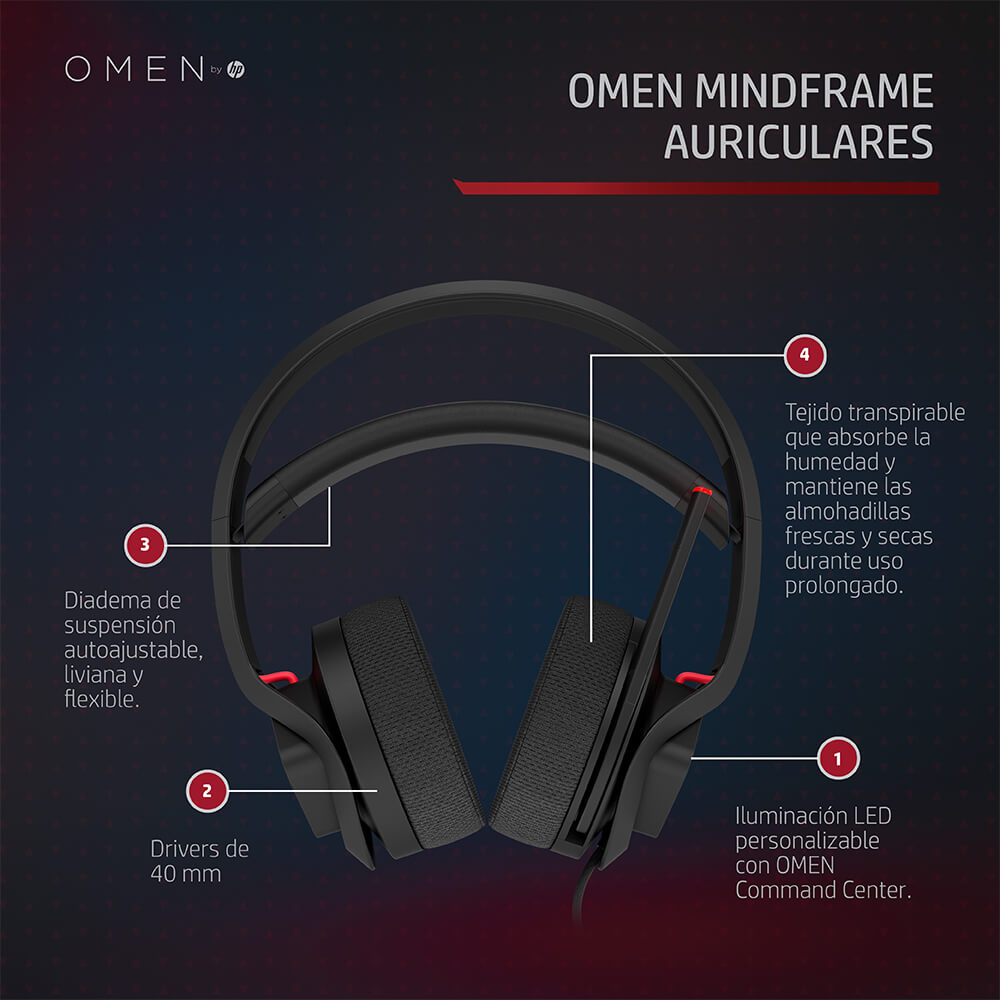 OMEN by hp
OMEN MINDFRAME
AURICULARES
4
Tejido transpirable
que absorbe la
humedad y
mantiene las
almohadillas
frescas y secas
durante uso
prolongado.
3
Diadema de
suspensión
autoajustable,
liviana y
flexible.
1
Iluminación LED
personalizable
con OMEN
Command Center.
2
Drivers de
40 mm